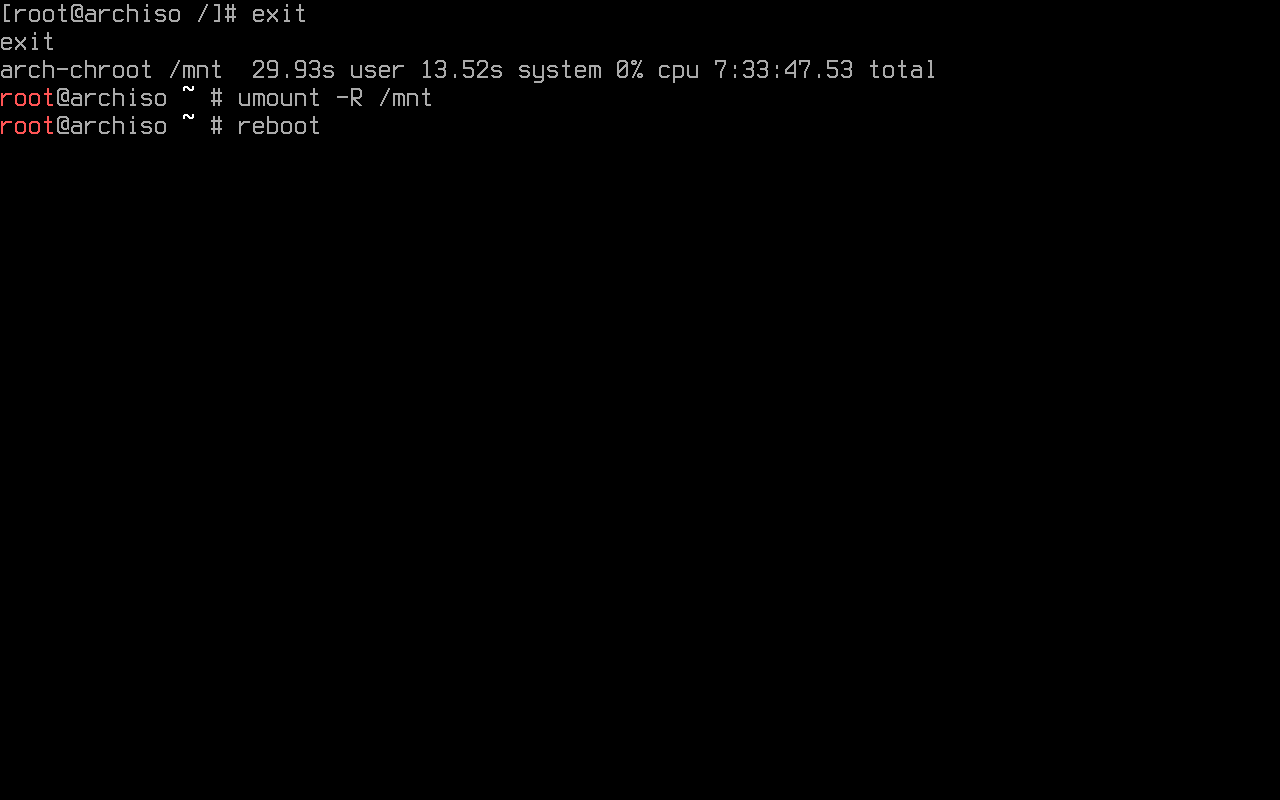 [root@archiso /]# exit
exit
arch-chroot /mnt  29.93s user 13.52s system 0% cpu 7:33:47.53 total
root@archiso ~ # umount -R /mnt
root@archiso ~ # reboot